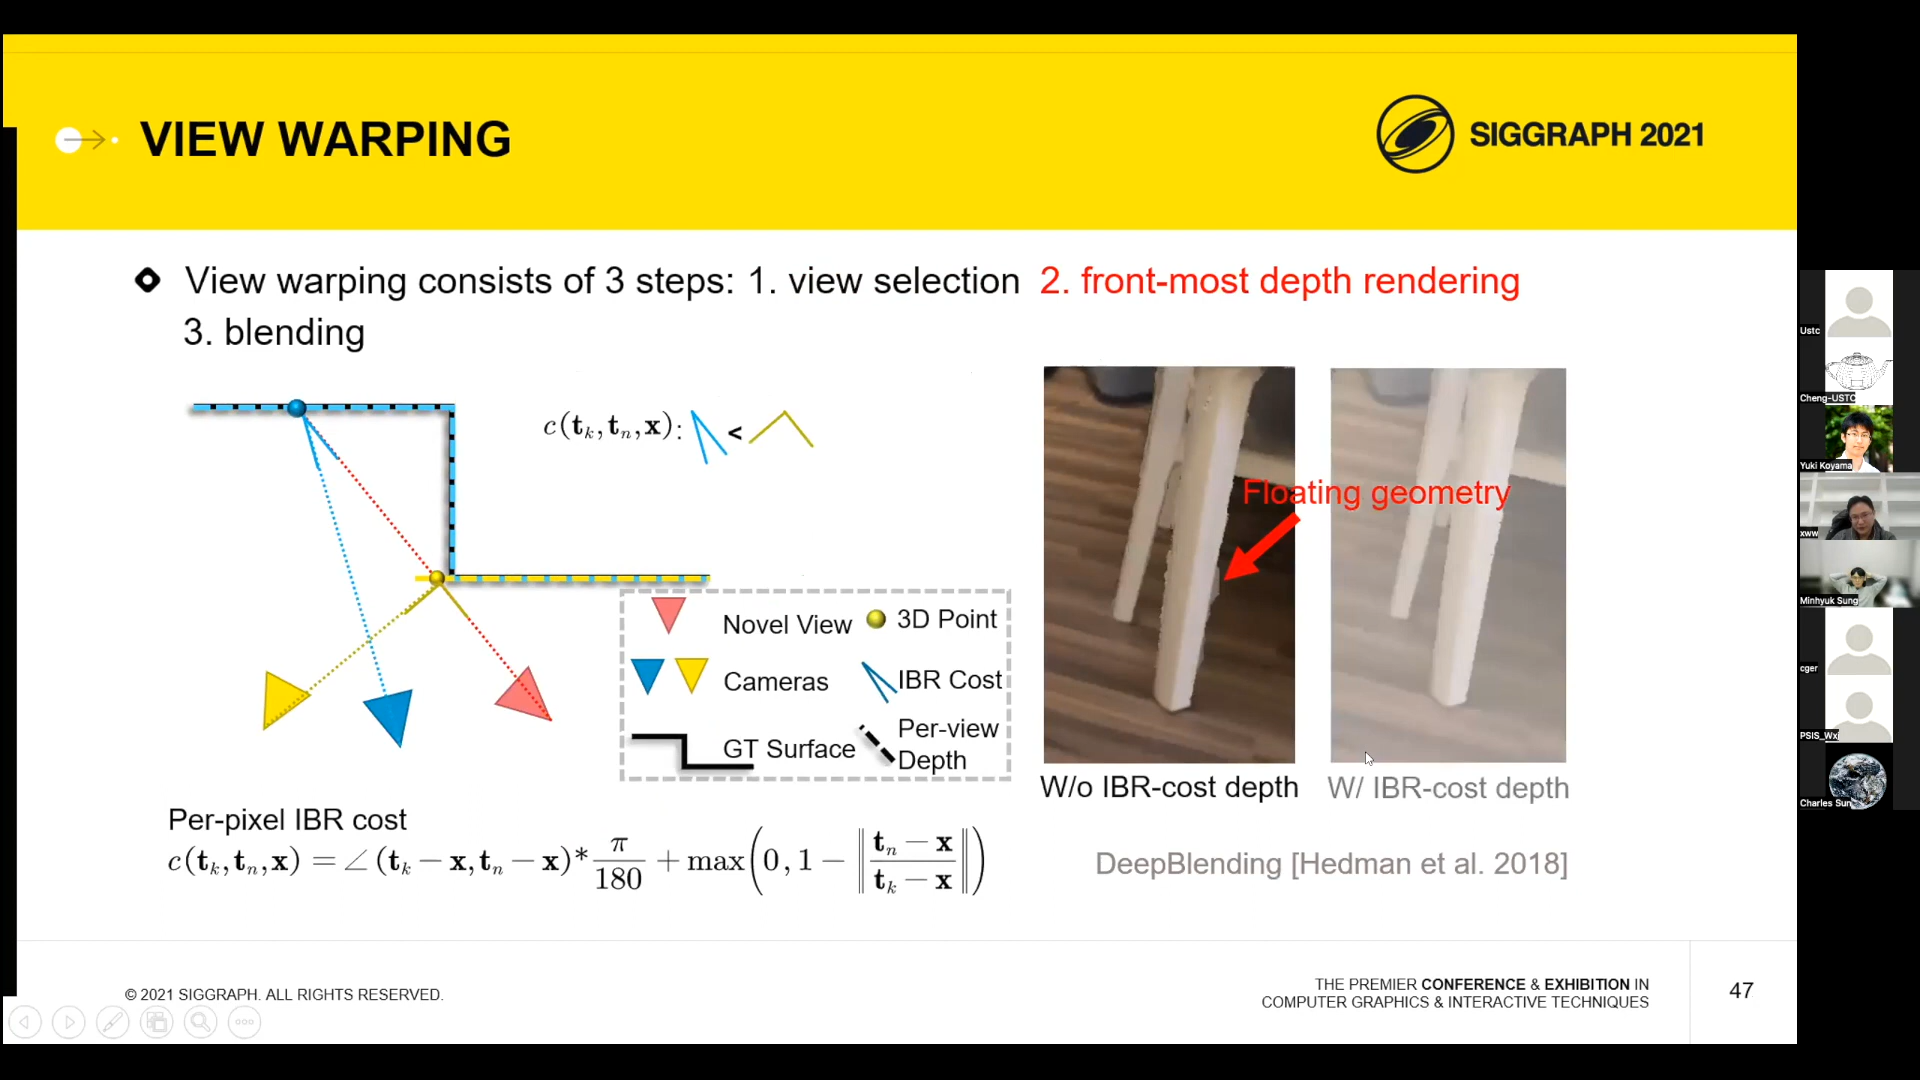 VIEW WARPING
SIGGRAPH 2021
View warping consists of 3 steps: 1. view selection 2. front-most depth rendering
3. blending
c(t_k, t_n, x): <
Floating geometry
Novel View
3D Point
Cameras
IBR Cost
GT Surface
Per-view
Depth
W/o IBR-cost depth
W/ IBR-cost depth
Per-pixel IBR cost
c(t_k, t_n, x) = ∠(t_k − x, t_n − x) * π/180 + max(0, 1 − ‖(t_n − x)/(t_k − x)‖)
DeepBlending [Hedman et al. 2018]
© 2021 SIGGRAPH. ALL RIGHTS RESERVED.
THE PREMIER CONFERENCE & EXHIBITION IN
COMPUTER GRAPHICS & INTERACTIVE TECHNIQUES
47
Ustc
Cheng-USTC
Yuki Koyama
xww
Minhyuk Sung
cger
PSIS_Wx
Charles Sun